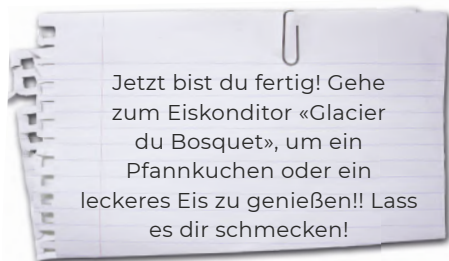 Jetzt bist du fertig! Gehe
zum Eiskonditor «Glacier
du Bosquet», um ein
Pfannkuchen oder ein
leckeres Eis zu genießen!! Lass
es dir schmecken!